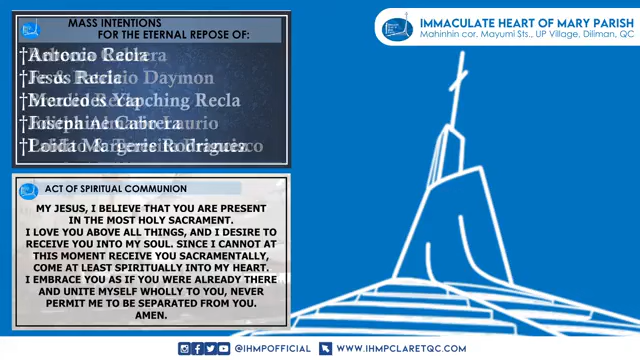 MASS INTENTIONS
FOR THE ETERNAL REPOSE OF:
†Antonio Recla
†Jesus Recla
†Mercedes Yap
†Josephine Cabrera
†Rodriguez
ACT OF SPIRITUAL COMMUNION
MY JESUS, I BELIEVE THAT YOU ARE PRESENT
IN THE MOST HOLY SACRAMENT.
I LOVE YOU ABOVE ALL THINGS, AND I DESIRE TO
RECEIVE YOU INTO MY SOUL. SINCE I CANNOT AT
THIS MOMENT RECEIVE YOU SACRAMENTALLY,
COME AT LEAST SPIRITUALLY INTO MY HEART.
I EMBRACE YOU AS IF YOU WERE ALREADY THERE
AND UNITE MYSELF WHOLLY TO YOU, NEVER
PERMIT ME TO BE SEPARATED FROM YOU.
AMEN.
IMMACULATE HEART OF MARY PARISH
Mahinhin cor. Mayumi Sts., UP Village, Diliman, QC
@IHMPOFFICIAL
WWW.IHMPCLARETQC.COM